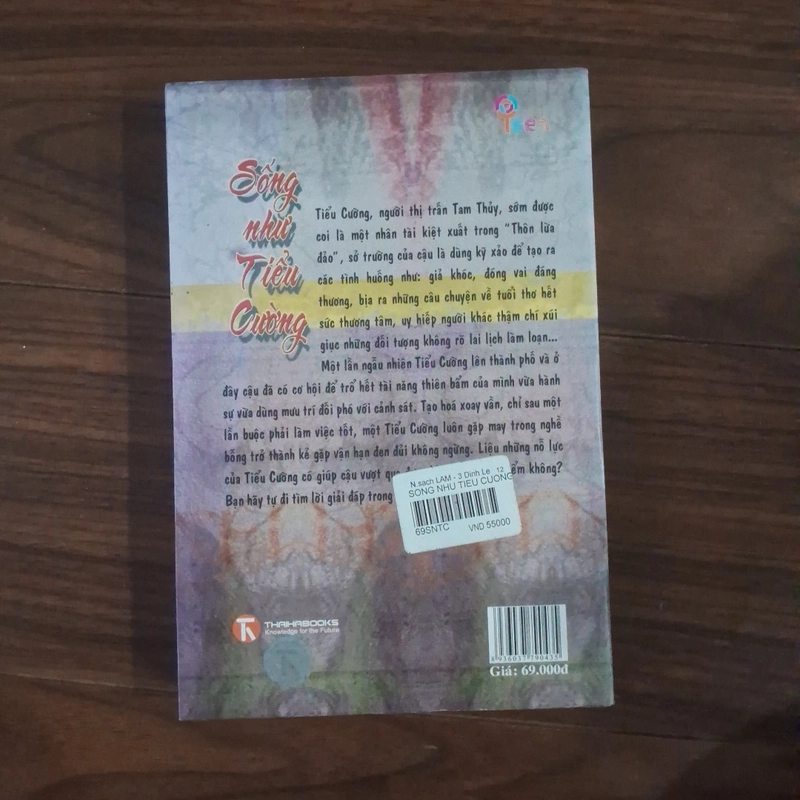 Teen
Sống
như
Tiểu
Cường
Tiểu Cường, người thị trấn Tam Thủy, sớm được
coi là một nhân tài kiệt xuất trong "Thôn lừa
đảo", sở trường của cậu là dùng kỹ xảo để tạo ra
các tình huống như: giả khóc, đóng vai đáng
thương, bịa ra những câu chuyện về tuổi thơ hết
sức thương tâm, uy hiếp người khác thậm chí xúi
giục những đối tượng không rõ lai lịch làm loạn...
Một lần ngẫu nhiên Tiểu Cường lên thành phố và ở
đây cậu đã có cơ hội để trổ hết tài năng thiên bẩm của mình vừa hành
sự vừa dùng mưu trí đối phó với cảnh sát. Tạo hoá xoay vần, chỉ sau một
lần buộc phải làm việc tốt, một Tiểu Cường luôn gặp may trong nghề
bỗng trở thành kẻ gặp vận hạn đen đủi không ngừng. Liệu những nỗ lực
của Tiểu Cường có giúp cậu vượt qua không?
Bạn hãy tự đi tìm lời giải đáp trong
N.sach LAM - 3 Dinh Le 12
SONG NHU TIEU CUONG
69SNTC VND 55000
THAIHABOOKS
Knowledge for the Future
8 936037 790435
Giá: 69.000đ